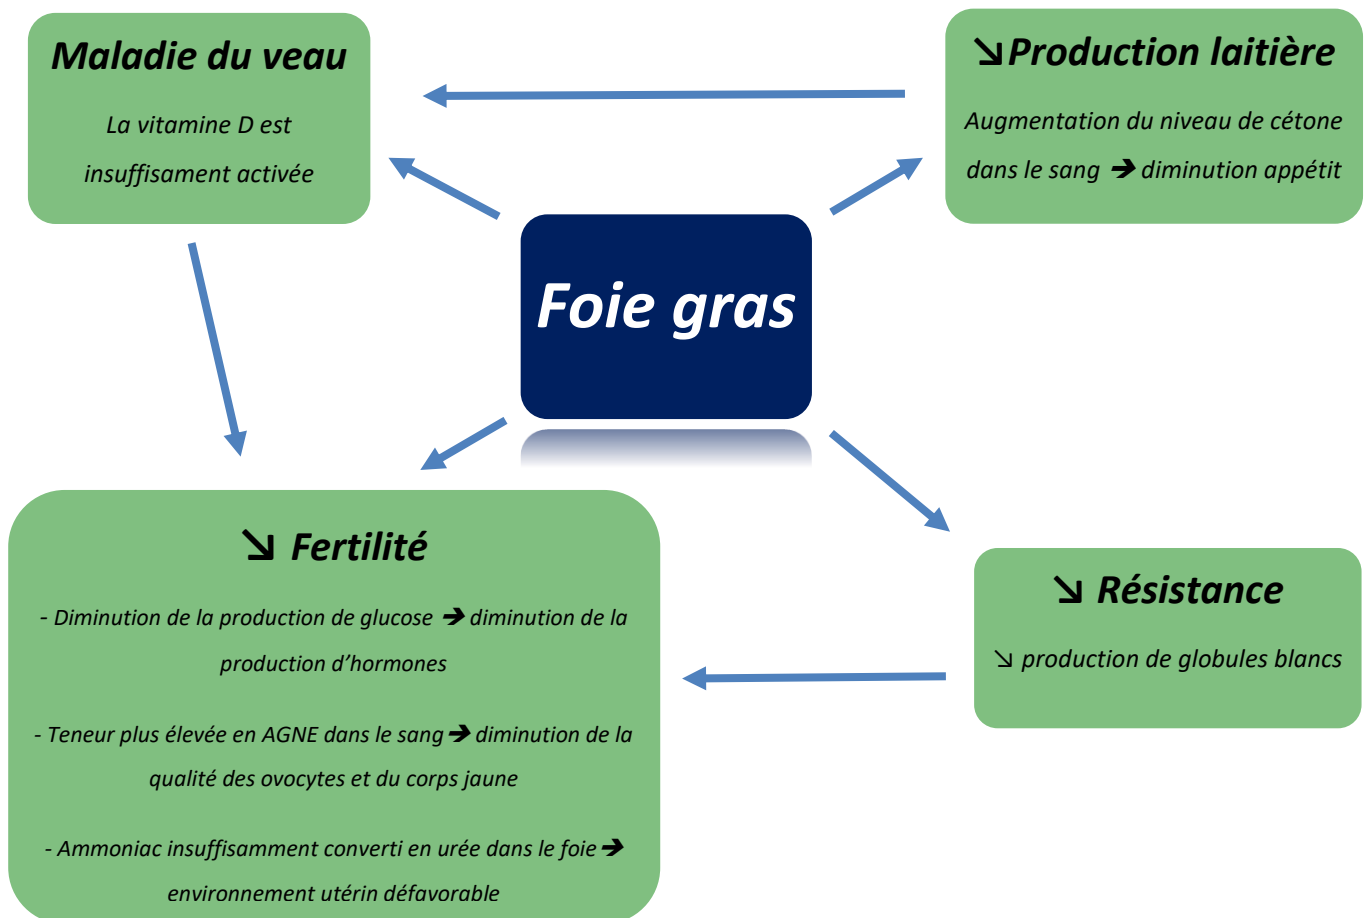 Maladie du veau
La vitamine D est
insuffisament activée
↘Production laitière
Augmentation du niveau de cétone
dans le sang ➔ diminution appétit
Foie gras
↘ Fertilité
- Diminution de la production de glucose ➔ diminution de la
production d’hormones
- Teneur plus élevée en AGNE dans le sang➔ diminution de la
qualité des ovocytes et du corps jaune
- Ammoniac insuffisamment converti en urée dans le foie➔
environnement utérin défavorable
↘ Résistance
↘ production de globules blancs